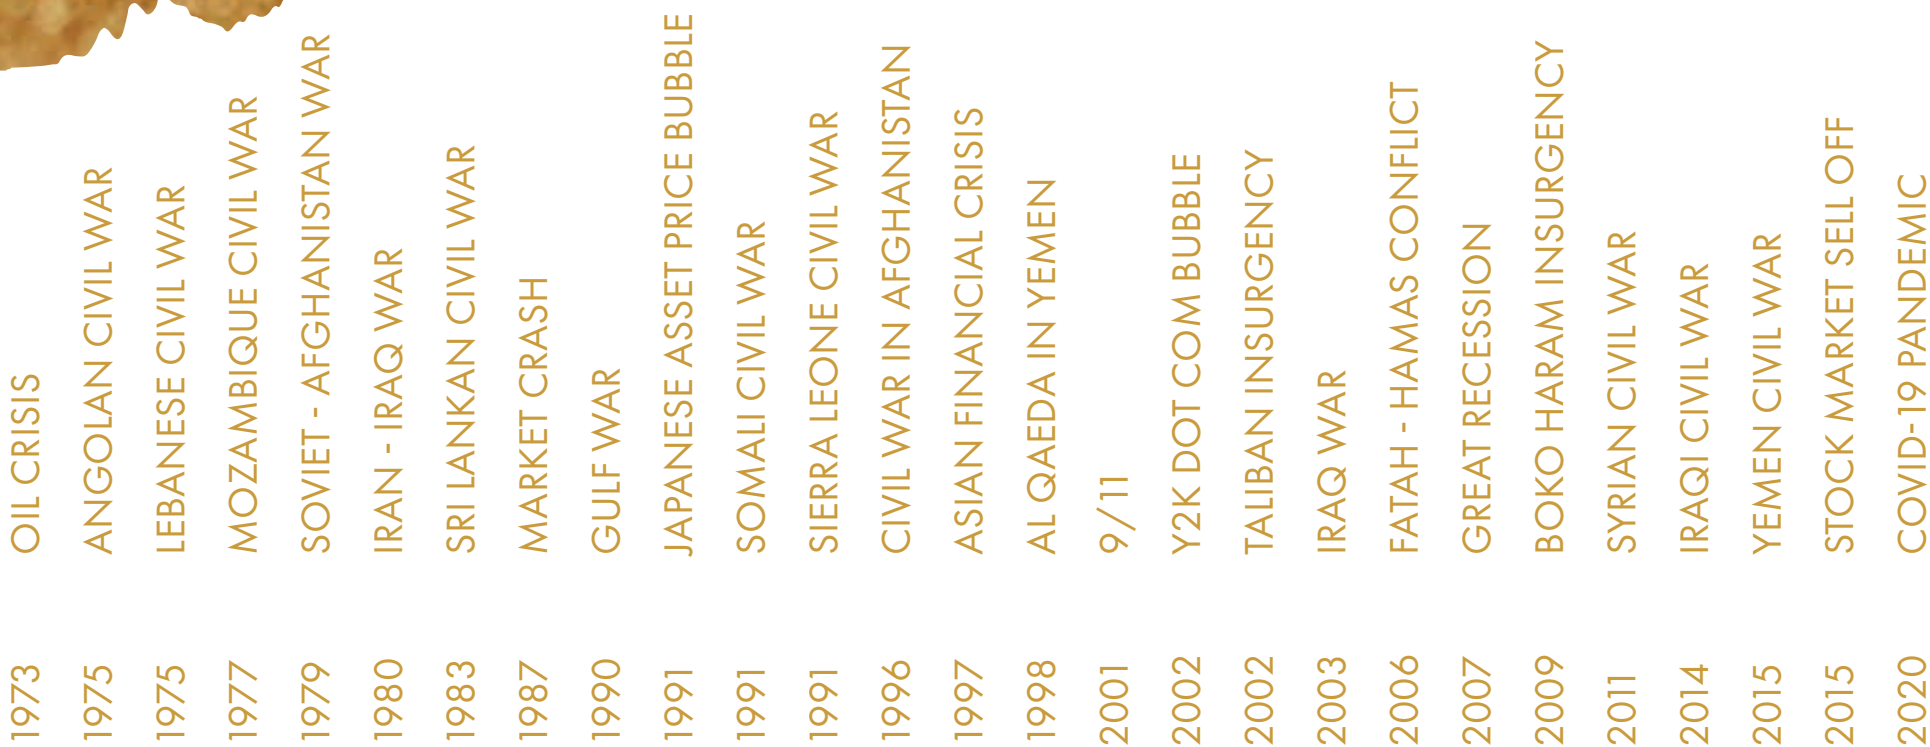 1973 OIL CRISIS
1975 ANGOLAN CIVIL WAR
1975 LEBANESE CIVIL WAR
1977 MOZAMBIQUE CIVIL WAR
1979 SOVIET - AFGHANISTAN WAR
1980 IRAN - IRAQ WAR
1983 SRI LANKAN CIVIL WAR
1987 MARKET CRASH
1990 GULF WAR
1991 JAPANESE ASSET PRICE BUBBLE
1991 SOMALI CIVIL WAR
1991 SIERRA LEONE CIVIL WAR
1996 CIVIL WAR IN AFGHANISTAN
1997 ASIAN FINANCIAL CRISIS
1998 AL QAEDA IN YEMEN
2001 9/11
2002 Y2K DOT COM BUBBLE
2002 TALIBAN INSURGENCY
2003 IRAQ WAR
2006 FATAH - HAMAS CONFLICT
2007 GREAT RECESSION
2009 BOKO HARAM INSURGENCY
2011 SYRIAN CIVIL WAR
2014 IRAQI CIVIL WAR
2015 YEMEN CIVIL WAR
2015 STOCK MARKET SELL OFF
2020 COVID-19 PANDEMIC